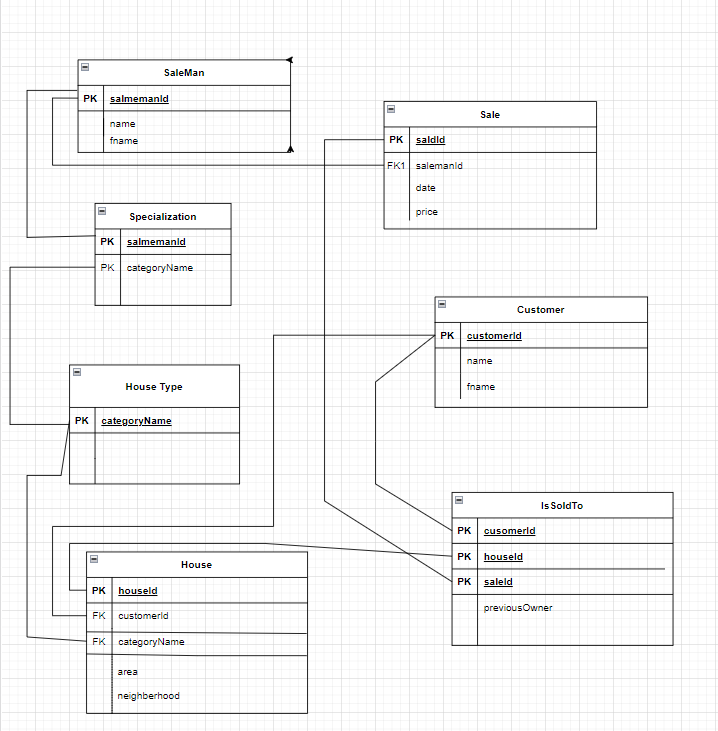 SaleMan
PK salmemanId
name
fname
Sale
PK saldId
FK1 salemanId
date
price
Specialization
PK salmemanId
PK categoryName
Customer
PK customerId
name
fname
House Type
PK categoryName
IsSoldTo
PK cusomerId
PK houseId
PK saleId
previousOwner
House
PK houseId
FK customerId
FK categoryName
area
neighberhood